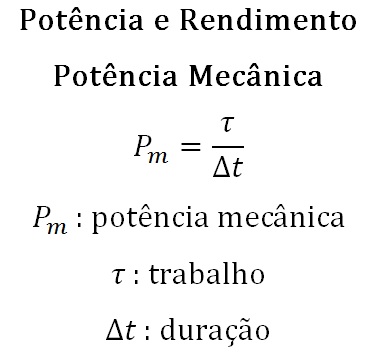 Potência e Rendimento
Potência Mecânica
P_m = τ/Δt
P_m : potência mecânica
τ : trabalho
Δt : duração